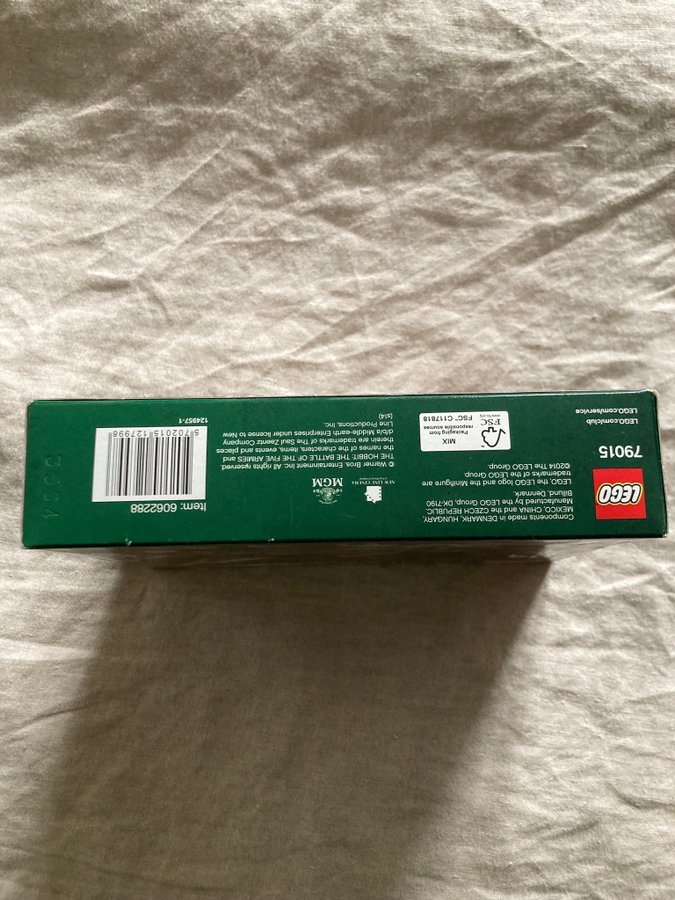 LEGO
79015
LEGO.com/club
LEGO.com/service
Components made in DENMARK, HUNGARY,
MEXICO, CHINA and the CZECH REPUBLIC.
Manufactured by LEGO Group, DK-7190
Billund, Denmark.
LEGO, the LEGO logo and the Minifigure are
trademarks of the LEGO Group.
©2014 The LEGO Group.
FSC
MIX
Packaging from
responsible sources
FSC™ C117818
NEW LINE CINEMA
MGM
© Warner Bros. Entertainment Inc. All rights reserved.
THE HOBBIT: THE BATTLE OF THE FIVE ARMIES and
the names of the characters, items, events and places
therein are trademarks of The Saul Zaentz Company
d/b/a Middle-earth Enterprises under license to New
Line Productions, Inc.
(s14)
Item: 6062288
5 702015 127998
124957-1